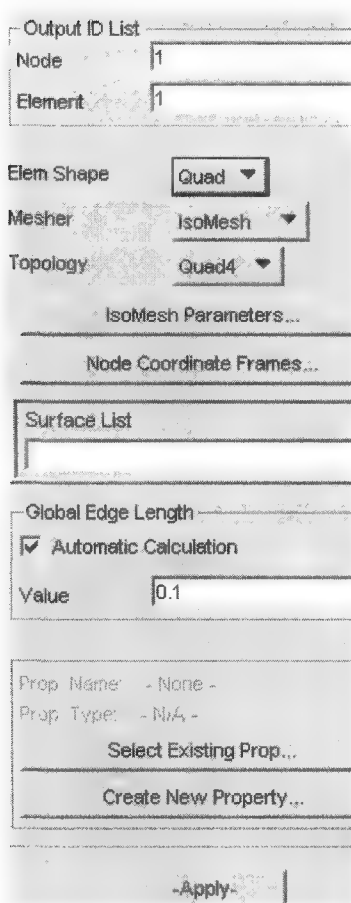 Output ID List
Node 1
Element 1
Elem Shape Quad
Mesher IsoMesh
Topology Quad4
IsoMesh Parameters...
Node Coordinate Frames...
Surface List
Global Edge Length
Automatic Calculation
Value 0.1
Prop Name: - None -
Prop Type: - N/A -
Select Existing Prop...
Create New Property...
-Apply-